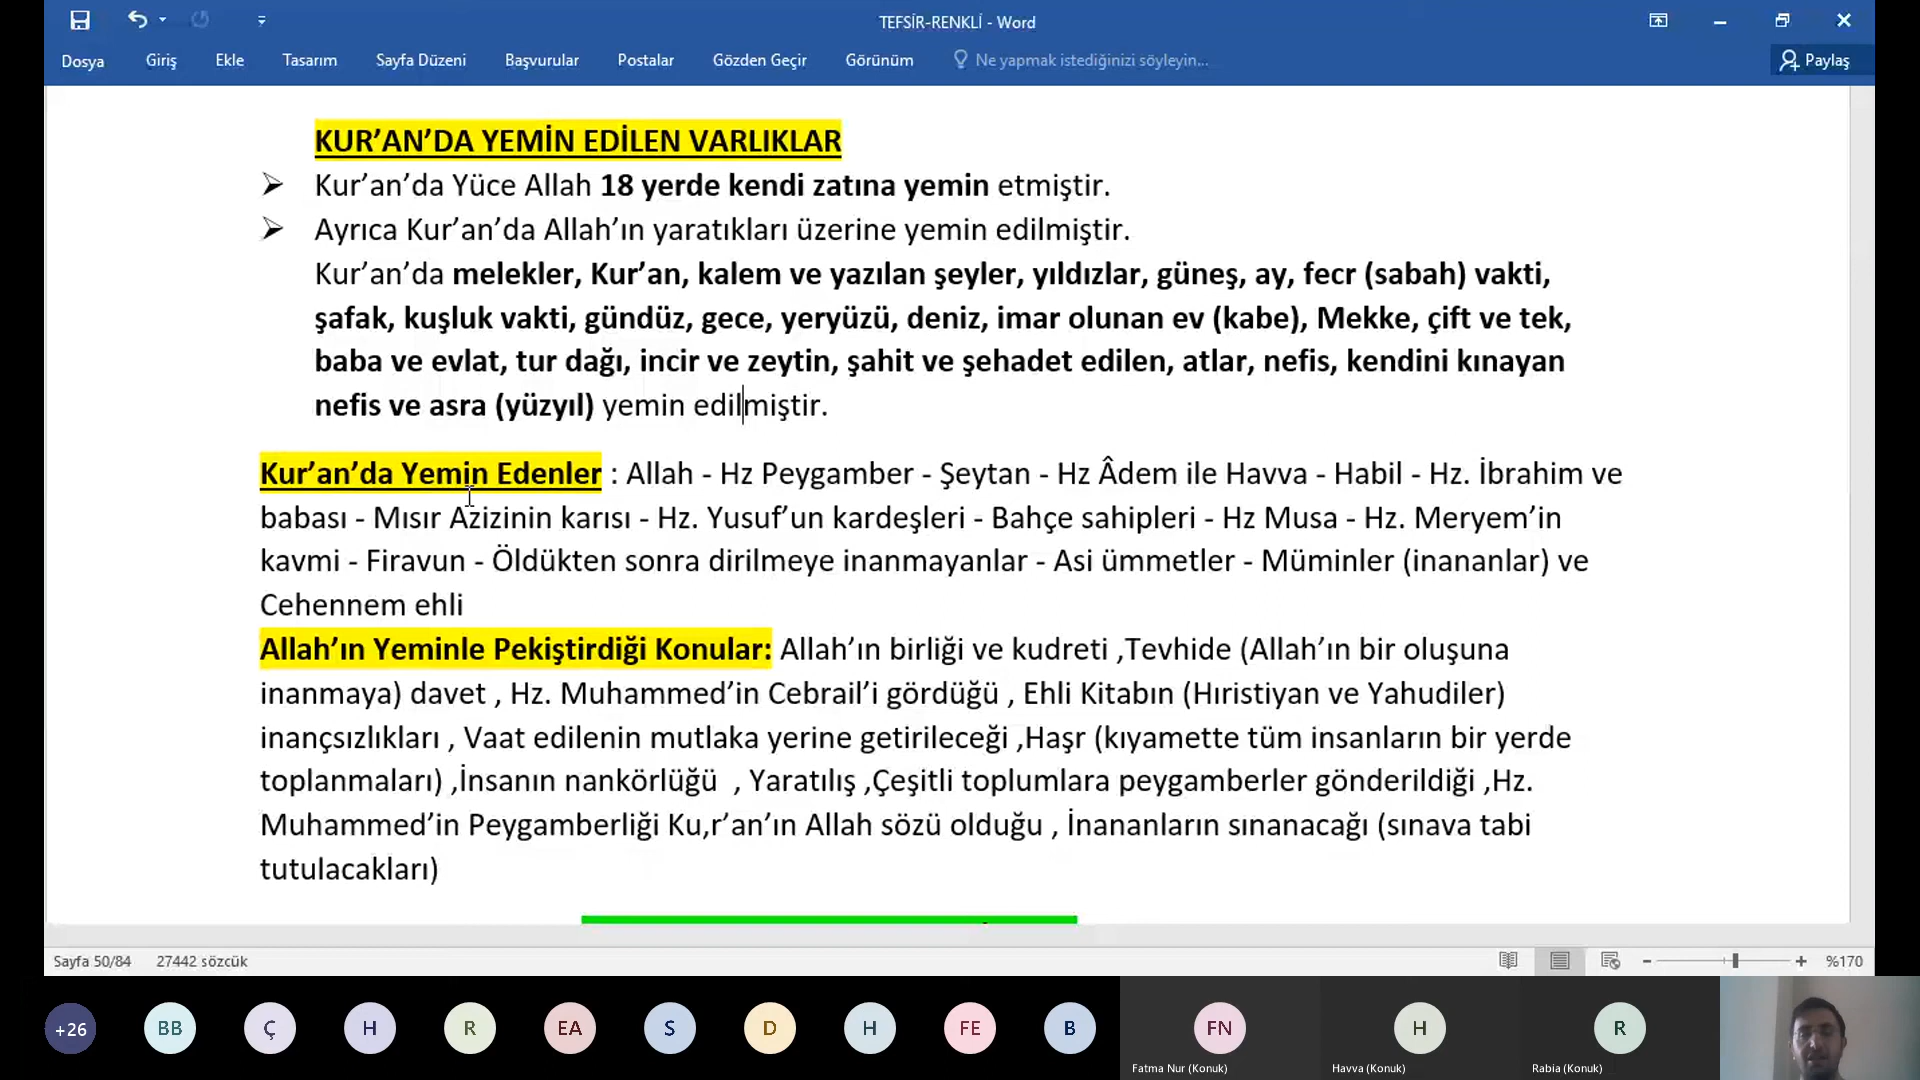 TEFSİR-RENKLİ - Word
Dosya Giriş Ekle Tasarım Sayfa Düzeni Başvurular Postalar Gözden Geçir Görünüm Ne yapmak istediğinizi söyleyin... Paylaş
KUR’AN’DA YEMİN EDİLEN VARLIKLAR
➢ Kur’an’da Yüce Allah 18 yerde kendi zatına yemin etmiştir.
➢ Ayrıca Kur’an’da Allah’ın yaratıkları üzerine yemin edilmiştir.
Kur’an’da melekler, Kur’an, kalem ve yazılan şeyler, yıldızlar, güneş, ay, fecr (sabah) vakti,
şafak, kuşluk vakti, gündüz, gece, yeryüzü, deniz, imar olunan ev (kabe), Mekke, çift ve tek,
baba ve evlat, tur dağı, incir ve zeytin, şahit ve şehadet edilen, atlar, nefis, kendini kınayan
nefis ve asra (yüzyıl) yemin edilmiştir.
Kur’an’da Yemin Edenler : Allah - Hz Peygamber - Şeytan - Hz Âdem ile Havva - Habil - Hz. İbrahim ve
babası - Mısır Azizinin karısı - Hz. Yusuf’un kardeşleri - Bahçe sahipleri - Hz Musa - Hz. Meryem’in
kavmi - Firavun - Öldükten sonra dirilmeye inanmayanlar - Asi ümmetler - Müminler (inananlar) ve
Cehennem ehli
Allah’ın Yeminle Pekiştirdiği Konular: Allah’ın birliği ve kudreti ,Tevhide (Allah’ın bir oluşuna
inanmaya) davet , Hz. Muhammed’in Cebrail’i gördüğü , Ehli Kitabın (Hıristiyan ve Yahudiler)
inançsızlıkları , Vaat edilenin mutlaka yerine getirileceği ,Haşr (kıyamette tüm insanların bir yerde
toplanmaları) ,İnsanın nankörlüğü , Yaratılış ,Çeşitli toplumlara peygamberler gönderildiği ,Hz.
Muhammed’in Peygamberliği Ku,r’an’ın Allah sözü olduğu , İnananların sınanacağı (sınava tabi
tutulacakları)
Sayfa 50/84 27442 sözcük %170
+26 BB Ç H R EA S D H FE B FN H R
Fatma Nur (Konuk) Havva (Konuk) Rabia (Konuk)